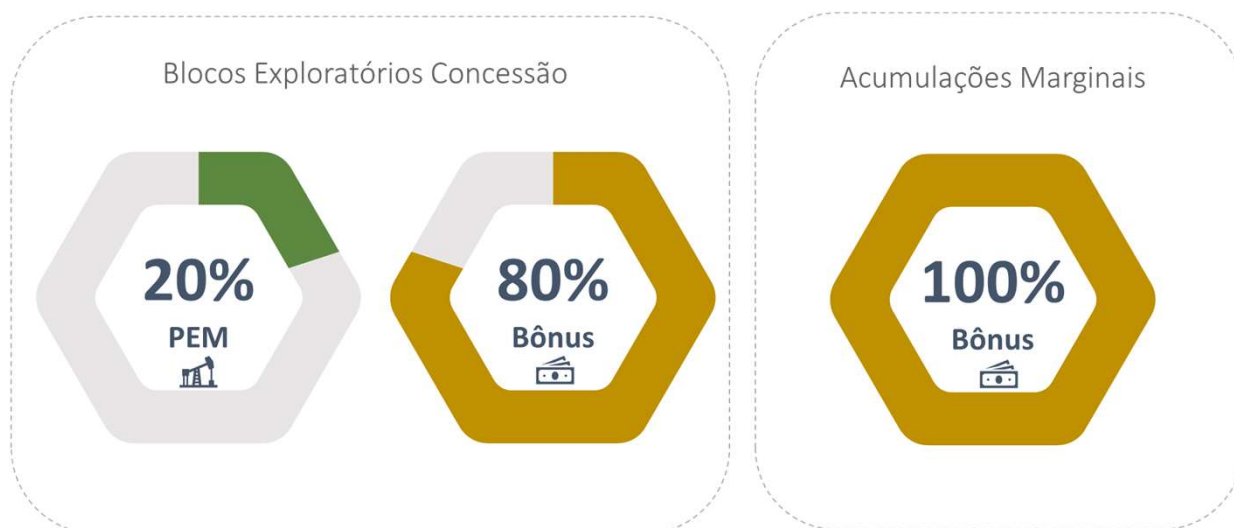 Blocos Exploratórios Concessão
20%
PEM
80%
Bônus
Acumulações Marginais
100%
Bônus